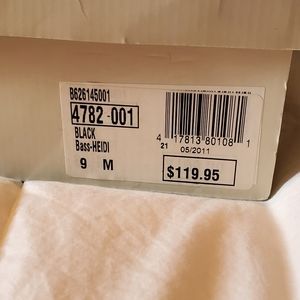 B626145001
4782-001
BLACK
Bass-HEIDI
9 M
4 17813 80108 1
21 05/2011
$119.95